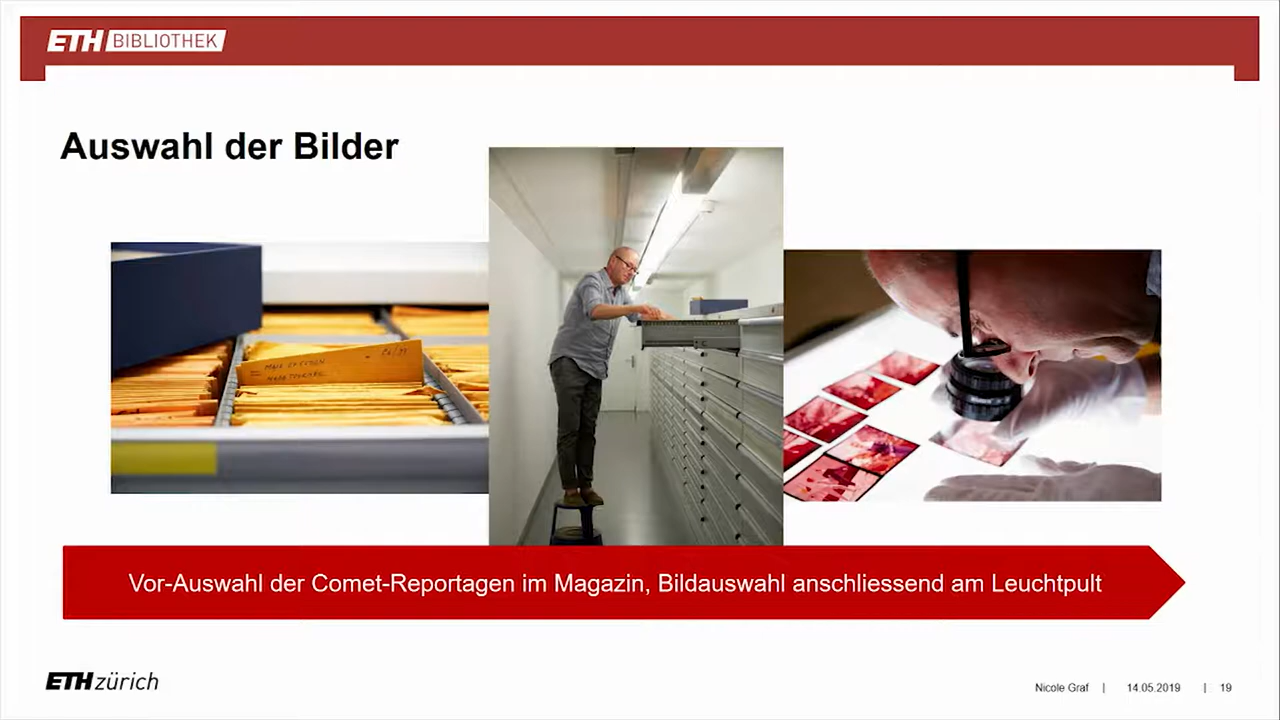 ETH BIBLIOTHEK
Auswahl der Bilder
Vor-Auswahl der Comet-Reportagen im Magazin, Bildauswahl anschliessend am Leuchtpult
ETH zürich
Nicole Graf | 14.05.2019 | 19